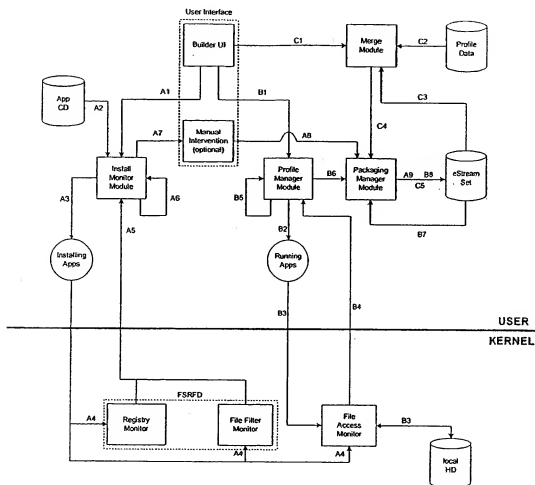 User Interface
Builder UI
C1
Merge
Module
C2
Profile
Data
App
CD
A2
A1
B1
C3
A7
Manual
Intervention
(optional)
A8
C4
Install
Monitor
Module
A6
B5
Profile
Manager
Module
B6
Packaging
Manager
Module
A9 B8
C5
eStream
Set
A3
A5
B2
B7
Installing
Apps
Running
Apps
B3
B4
USER
KERNEL
FSRFD
A4
Registry
Monitor
File Filter
Monitor
A4
File
Access
Monitor
A4
B3
local
HD